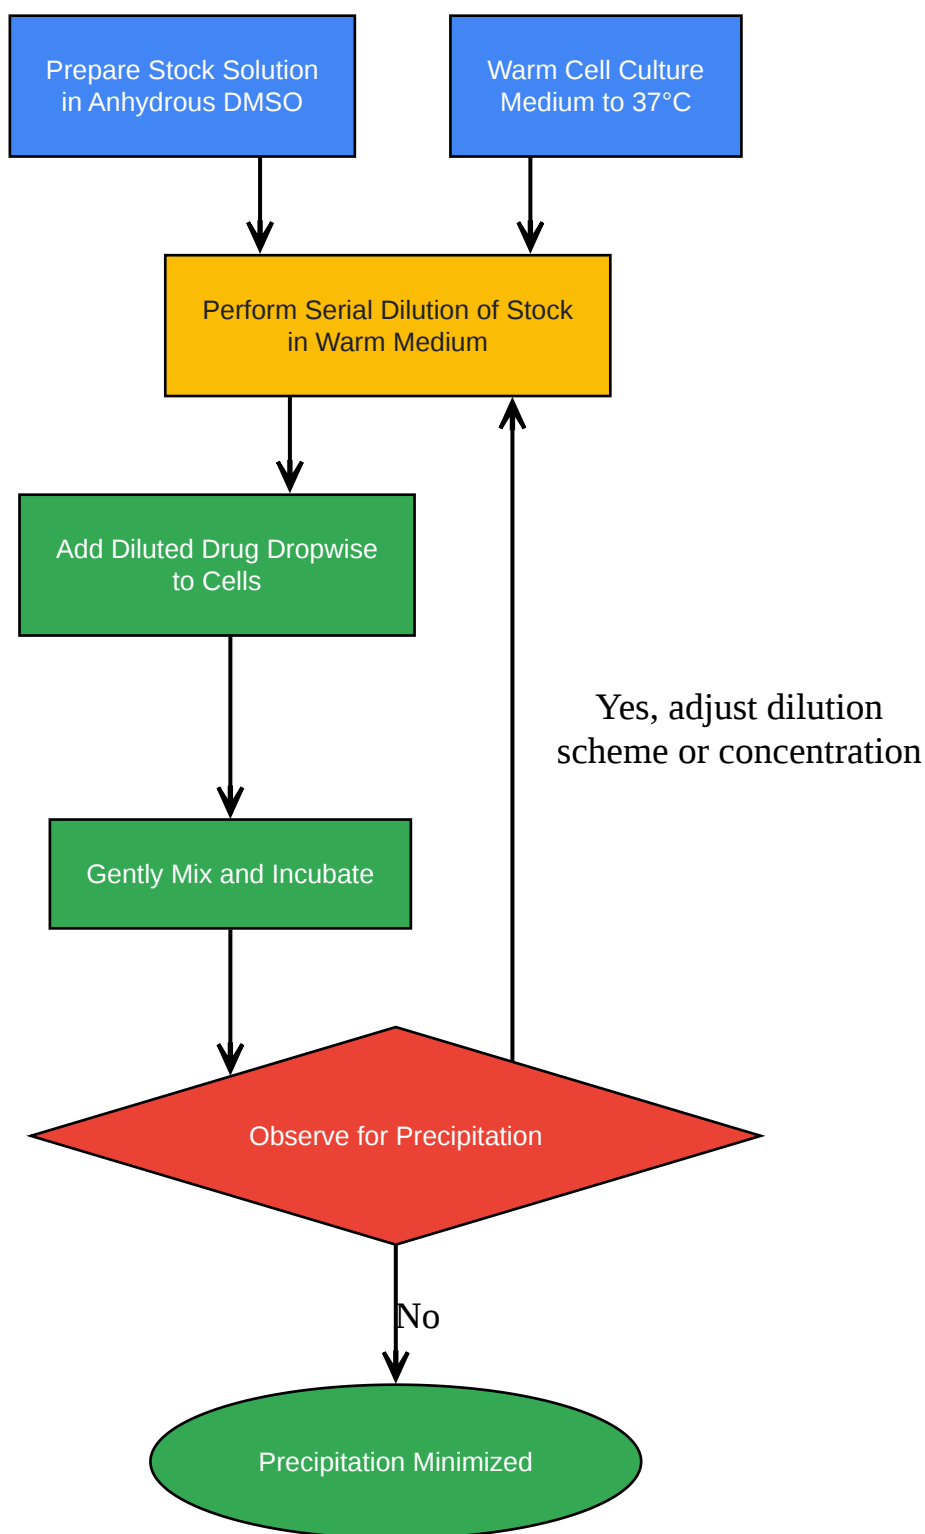 Prepare Stock Solution
in Anhydrous DMSO
Warm Cell Culture
Medium to 37°C
Perform Serial Dilution of Stock
in Warm Medium
Add Diluted Drug Dropwise
to Cells
Yes, adjust dilution
scheme or concentration
Gently Mix and Incubate
Observe for Precipitation
No
Precipitation Minimized